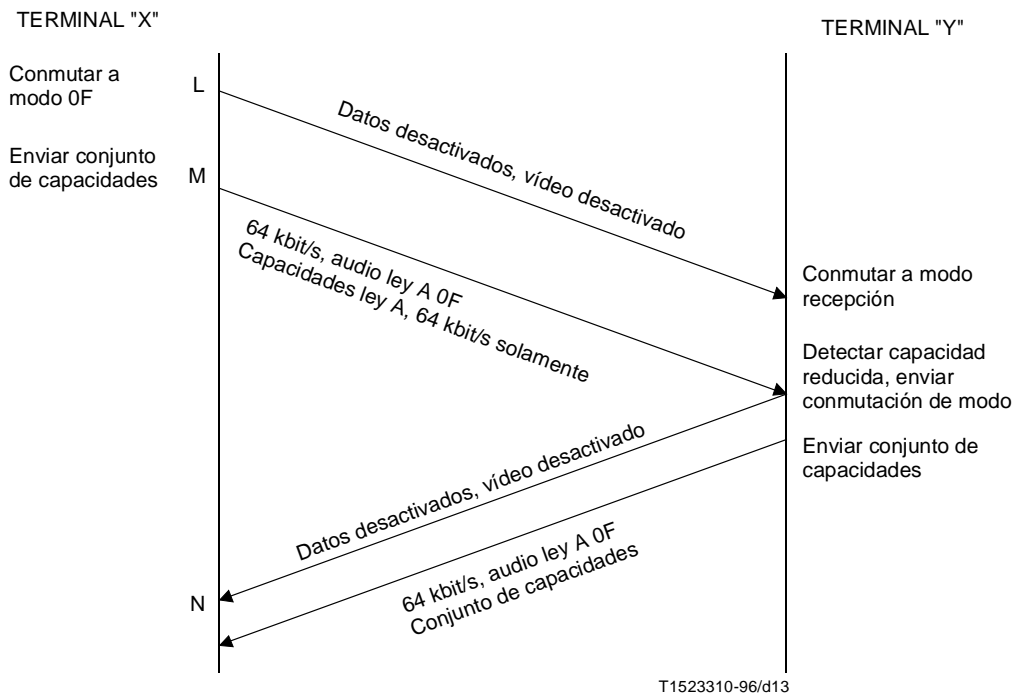 TERMINAL "X"
TERMINAL "Y"
Conmutar a
modo 0F
L
Datos desactivados, vídeo desactivado
Enviar conjunto
de capacidades
M
64 kbit/s, audio ley A 0F
Capacidades ley A, 64 kbit/s solamente
Conmutar a modo
recepción
Detectar capacidad
reducida, enviar
conmutación de modo
Enviar conjunto de
capacidades
Datos desactivados, vídeo desactivado
64 kbit/s, audio ley A 0F
Conjunto de capacidades
N
T1523310-96/d13